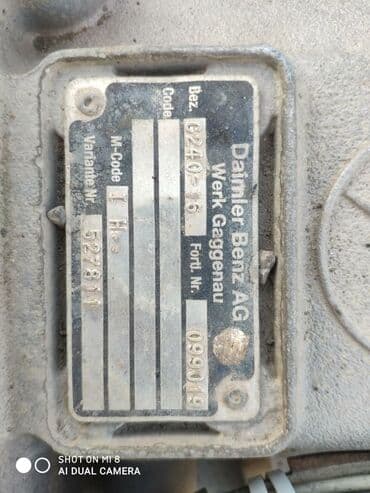 Daimler Benz AG
Werk Gaggenau
Bez. G240-16 Fortl. Nr. 099019
Code
M-Code
Variante Nr. 527811
SHOT ON MI 8
AI DUAL CAMERA